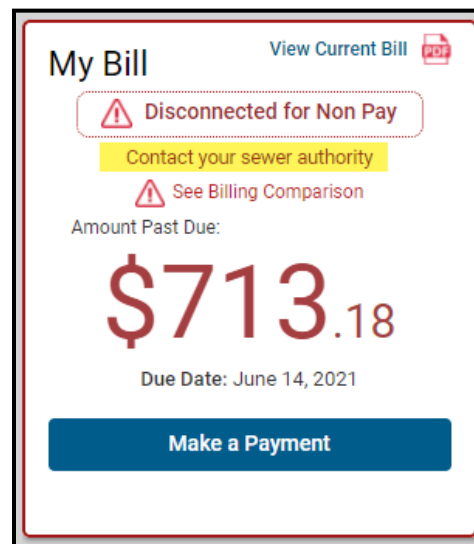 My Bill
View Current Bill PDF
Disconnected for Non Pay
Contact your sewer authority
See Billing Comparison
Amount Past Due:
$713.18
Due Date: June 14, 2021
Make a Payment